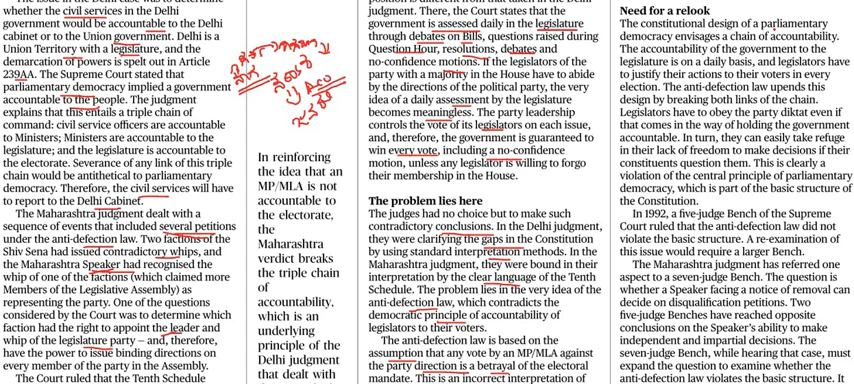 the issue in the Delhi case was to determine
whether the civil services in the Delhi
government would be accountable to the Delhi
cabinet or to the Union government. Delhi is a
Union Territory with a legislature, and the
demarcation of powers is spelt out in Article
239AA. The Supreme Court stated that
parliamentary democracy implied a government
accountable to the people. The judgment
explains that this entails a triple chain of
command: civil service officers are accountable
to Ministers; Ministers are accountable to the
legislature; and the legislature is accountable to
the electorate. Severance of any link of this triple
chain would be antithetical to parliamentary
democracy. Therefore, the civil services will have
to report to the Delhi Cabinet.
The Maharashtra judgment dealt with a
sequence of events that included several petitions
under the anti-defection law. Two factions of the
Shiv Sena had issued contradictory whips, and
the Maharashtra Speaker had recognised the
whip of one of the factions (which claimed more
Members of the Legislative Assembly) as
representing the party. One of the questions
considered by the Court was to determine which
faction had the right to appoint the leader and
whip of the legislature party – and, therefore,
have the power to issue binding directions on
every member of the party in the Assembly.
The Court ruled that the Tenth Schedule
In reinforcing
the idea that an
MP/MLA is not
accountable to
the electorate,
the
Maharashtra
verdict breaks
the triple chain
of
accountability,
which is an
underlying
principle of the
Delhi judgment
that dealt with
judgment. There, the Court states that the
government is assessed daily in the legislature
through debates on Bills, questions raised during
Question Hour, resolutions, debates and
no-confidence motions. If the legislators of the
party with a majority in the House have to abide
by the directions of the political party, the very
idea of a daily assessment by the legislature
becomes meaningless. The party leadership
controls the vote of its legislators on each issue,
and, therefore, the government is guaranteed to
win every vote, including a no-confidence
motion, unless any legislator is willing to forgo
their membership in the House.
The problem lies here
The judges had no choice but to make such
contradictory conclusions. In the Delhi judgment,
they were clarifying the gaps in the Constitution
by using standard interpretation methods. In the
Maharashtra judgment, they were bound in their
interpretation by the clear language of the Tenth
Schedule. The problem lies in the very idea of the
anti-defection law, which contradicts the
democratic principle of accountability of
legislators to their voters.
The anti-defection law is based on the
assumption that any vote by an MP/MLA against
the party direction is a betrayal of the electoral
mandate. This is an incorrect interpretation of
Need for a relook
The constitutional design of a parliamentary
democracy envisages a chain of accountability.
The accountability of the government to the
legislature is on a daily basis, and legislators have
to justify their actions to their voters in every
election. The anti-defection law upends this
design by breaking both links of the chain.
Legislators have to obey the party diktat even if
that comes in the way of holding the government
accountable. In turn, they can easily take refuge
in their lack of freedom to make decisions if their
constituents question them. This is clearly a
violation of the central principle of parliamentary
democracy, which is part of the basic structure of
the Constitution.
In 1992, a five-judge Bench of the Supreme
Court ruled that the anti-defection law did not
violate the basic structure. A re-examination of
this issue would require a larger Bench.
The Maharashtra judgment has referred one
aspect to a seven-judge Bench. The question is
whether a Speaker facing a notice of removal can
decide on disqualification petitions. Two
five-judge Benches have reached opposite
conclusions on the Speaker's ability to make
independent and impartial decisions. The
seven-judge Bench, while hearing that case, must
expand the question to examine whether the
anti-defection law violates the basic structure. It